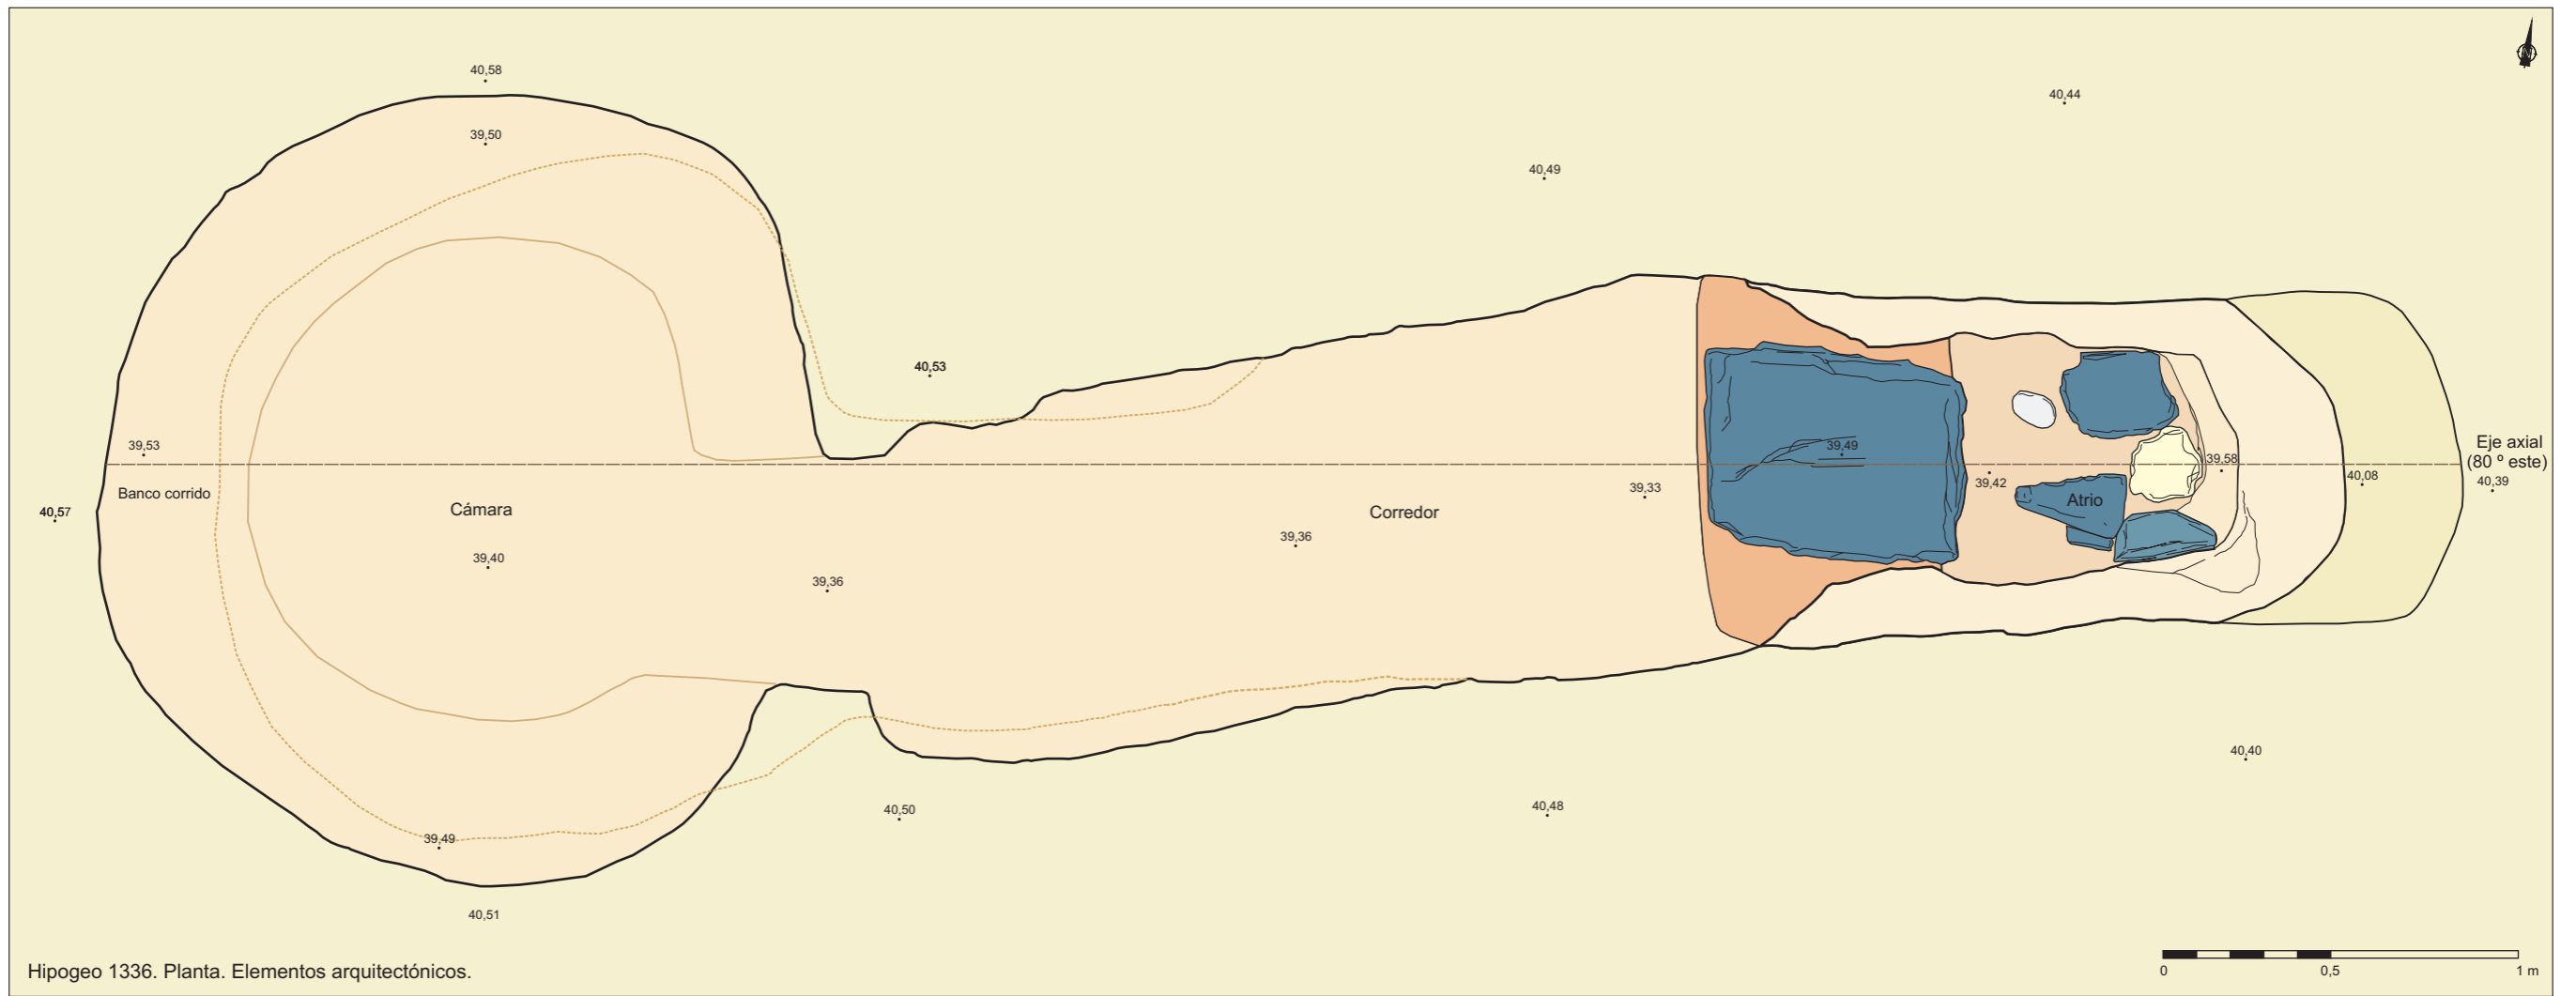 40,58
39,50
40,44
40,49
N
40,53
39,53
Banco corrido
40,57
Cámara
39,40
39,36
Corredor
39,36
39,33
39,49
39,42
Atrio
39,58
40,08
Eje axial
(80 º este)
40,39
40,40
40,48
40,50
39,49
40,51
Hipogeo 1336. Planta. Elementos arquitectónicos.
0 0,5 1 m